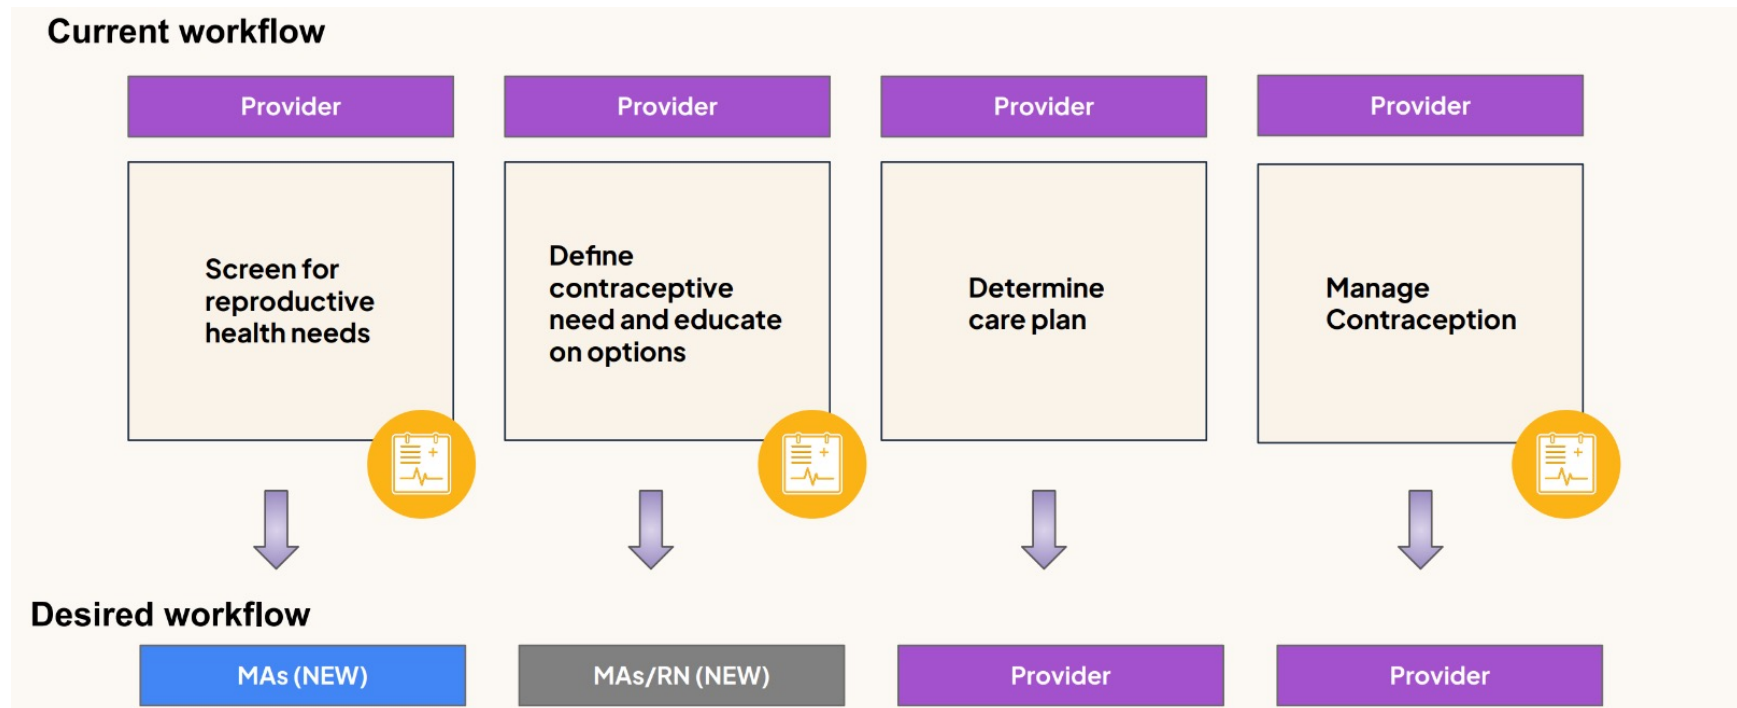 Current workflow
Provider
Provider
Provider
Provider
Screen for
reproductive
health needs
Define
contraceptive
need and educate
on options
Determine
care plan
Manage
Contraception
Desired workflow
MAs (NEW)
MAs/RN (NEW)
Provider
Provider